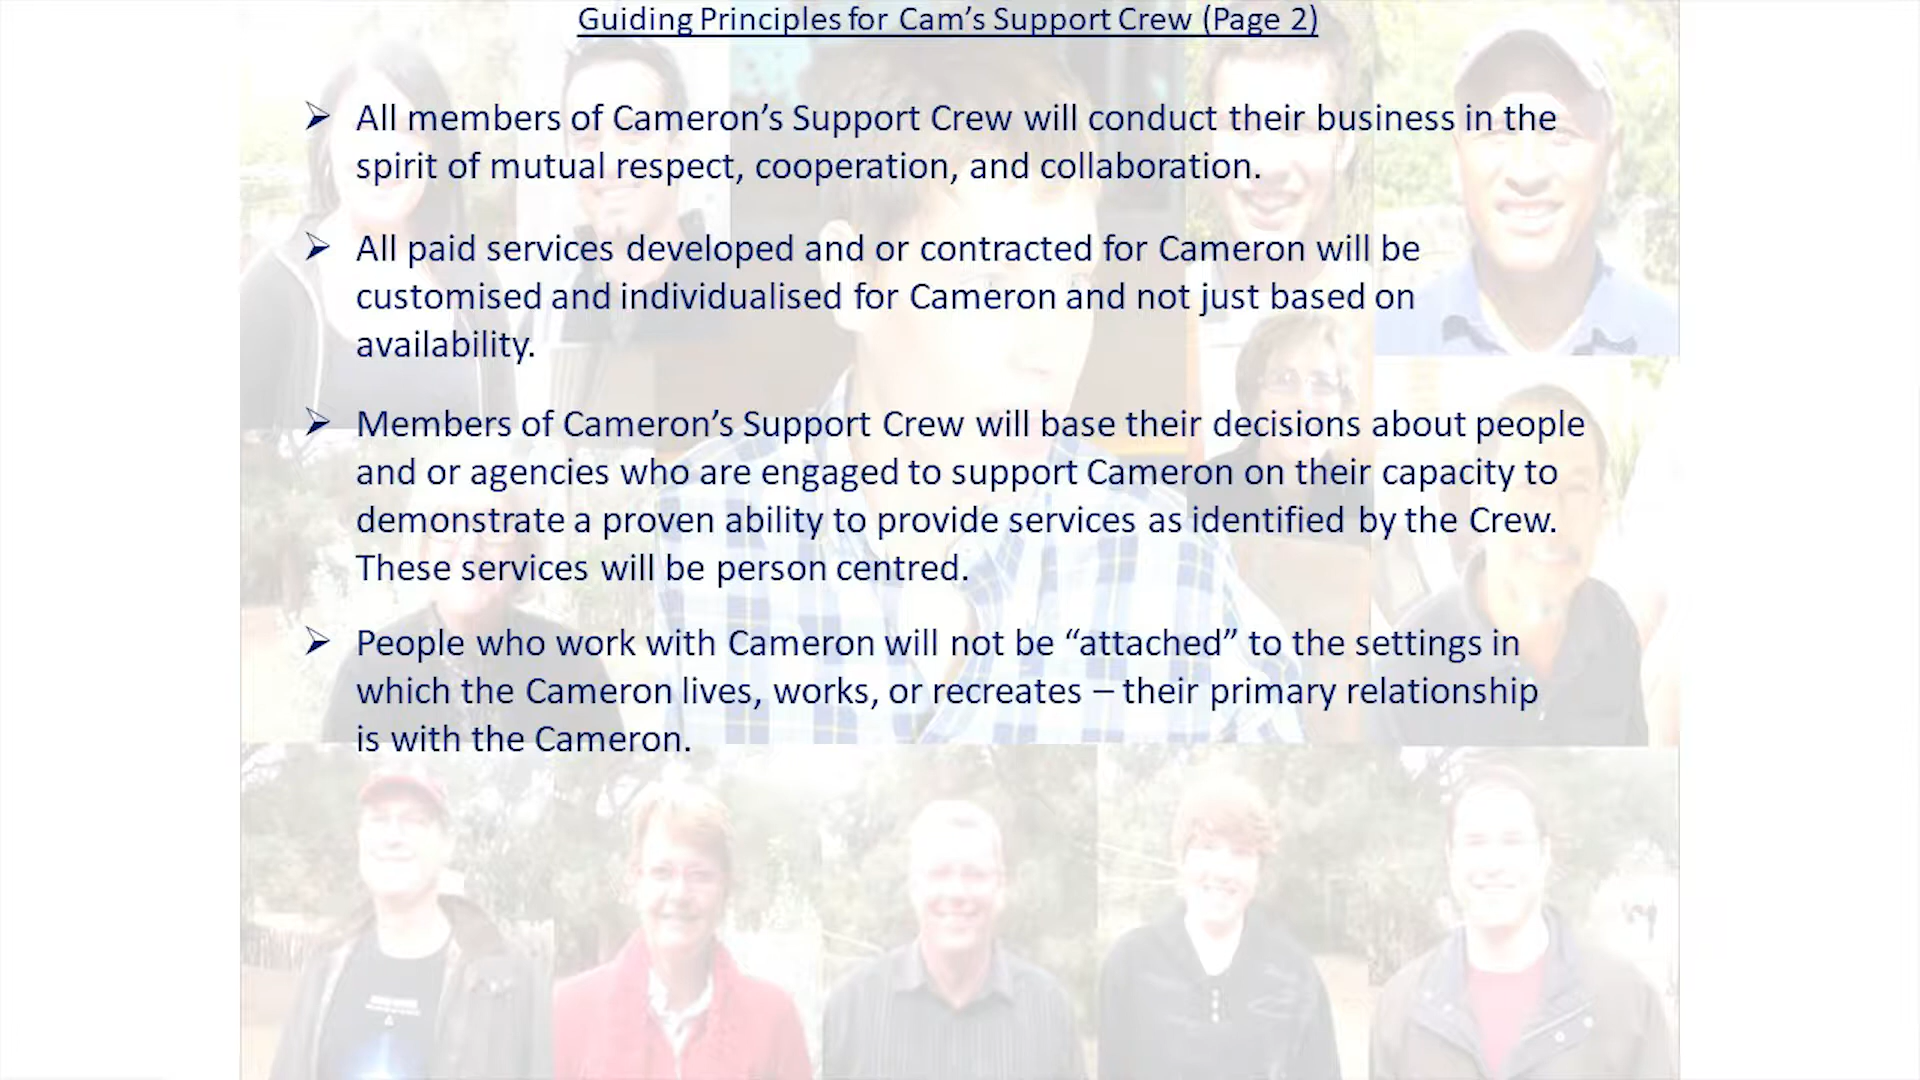 Guiding Principles for Cam’s Support Crew (Page 2)
➢ All members of Cameron’s Support Crew will conduct their business in the
spirit of mutual respect, cooperation, and collaboration.
➢ All paid services developed and or contracted for Cameron will be
customised and individualised for Cameron and not just based on
availability.
➢ Members of Cameron’s Support Crew will base their decisions about people
and or agencies who are engaged to support Cameron on their capacity to
demonstrate a proven ability to provide services as identified by the Crew.
These services will be person centred.
➢ People who work with Cameron will not be “attached” to the settings in
which the Cameron lives, works, or recreates – their primary relationship
is with the Cameron.